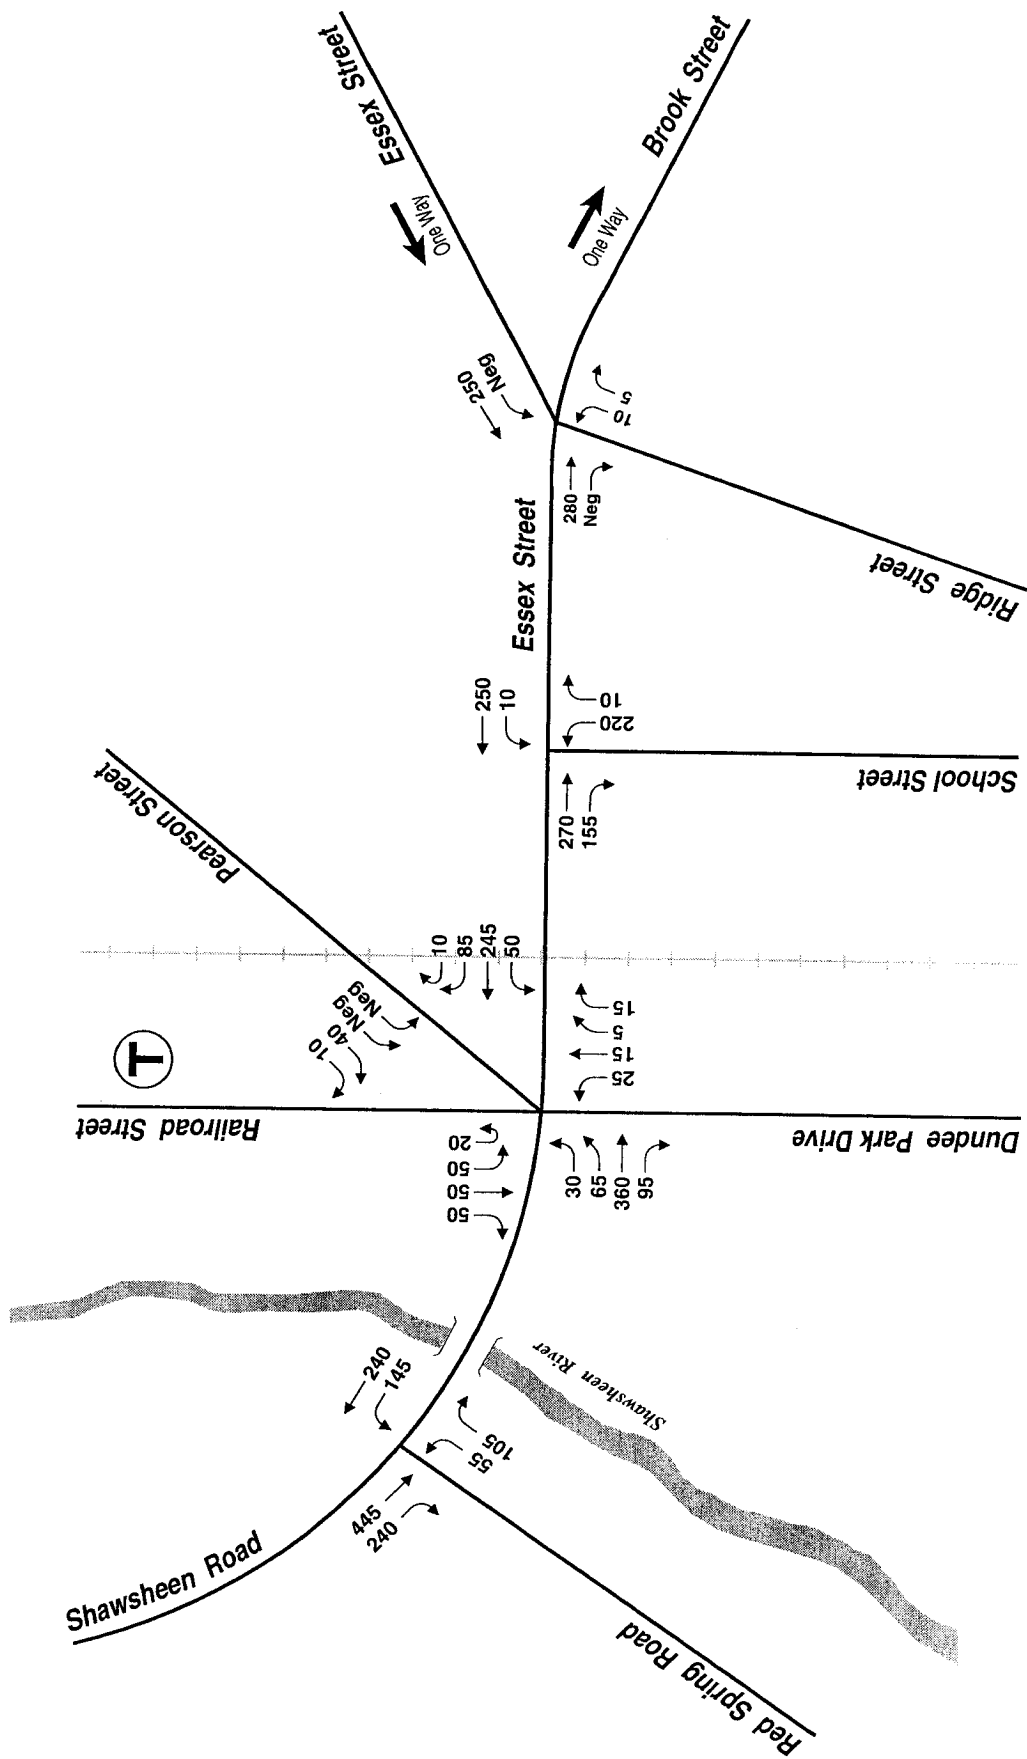 Essex Street
One Way
Brook Street
One Way
Neg
250
5
10
280
Neg
Essex Street
Ridge Street
250
10
10
220
270
155
School Street
Pearson Street
10
85
245
50
Neg
Neg
40
10
15
5
15
25
T
Railroad Street
Dundee Park Drive
20
50
50
50
30
65
360
95
240
145
Shawsheen River
105
55
445
240
Shawsheen Road
Red Spring Road